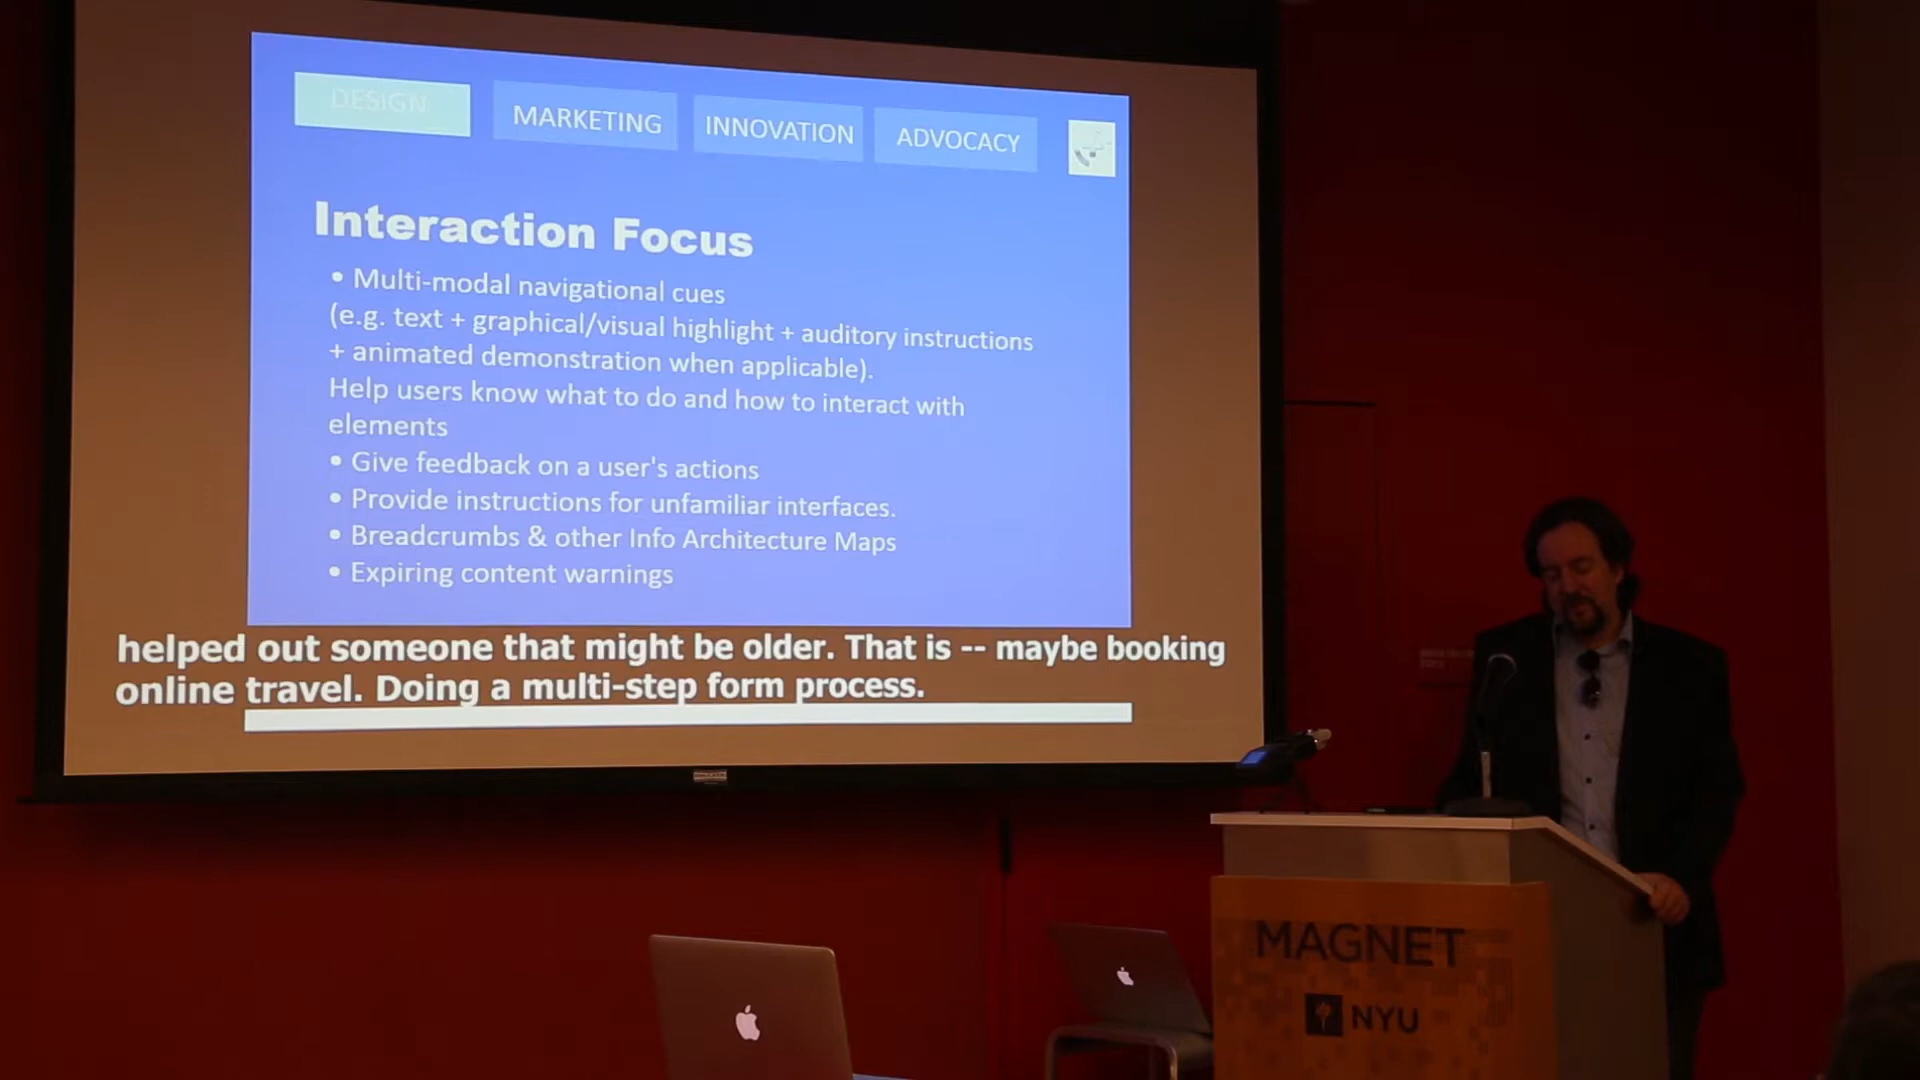 DESIGN
MARKETING
INNOVATION
ADVOCACY
Interaction Focus
• Multi-modal navigational cues
(e.g. text + graphical/visual highlight + auditory instructions
+ animated demonstration when applicable).
Help users know what to do and how to interact with
elements
• Give feedback on a user's actions
• Provide instructions for unfamiliar interfaces.
• Breadcrumbs & other Info Architecture Maps
• Expiring content warnings
helped out someone that might be older. That is -- maybe booking
online travel. Doing a multi-step form process.
MAGNET
NYU